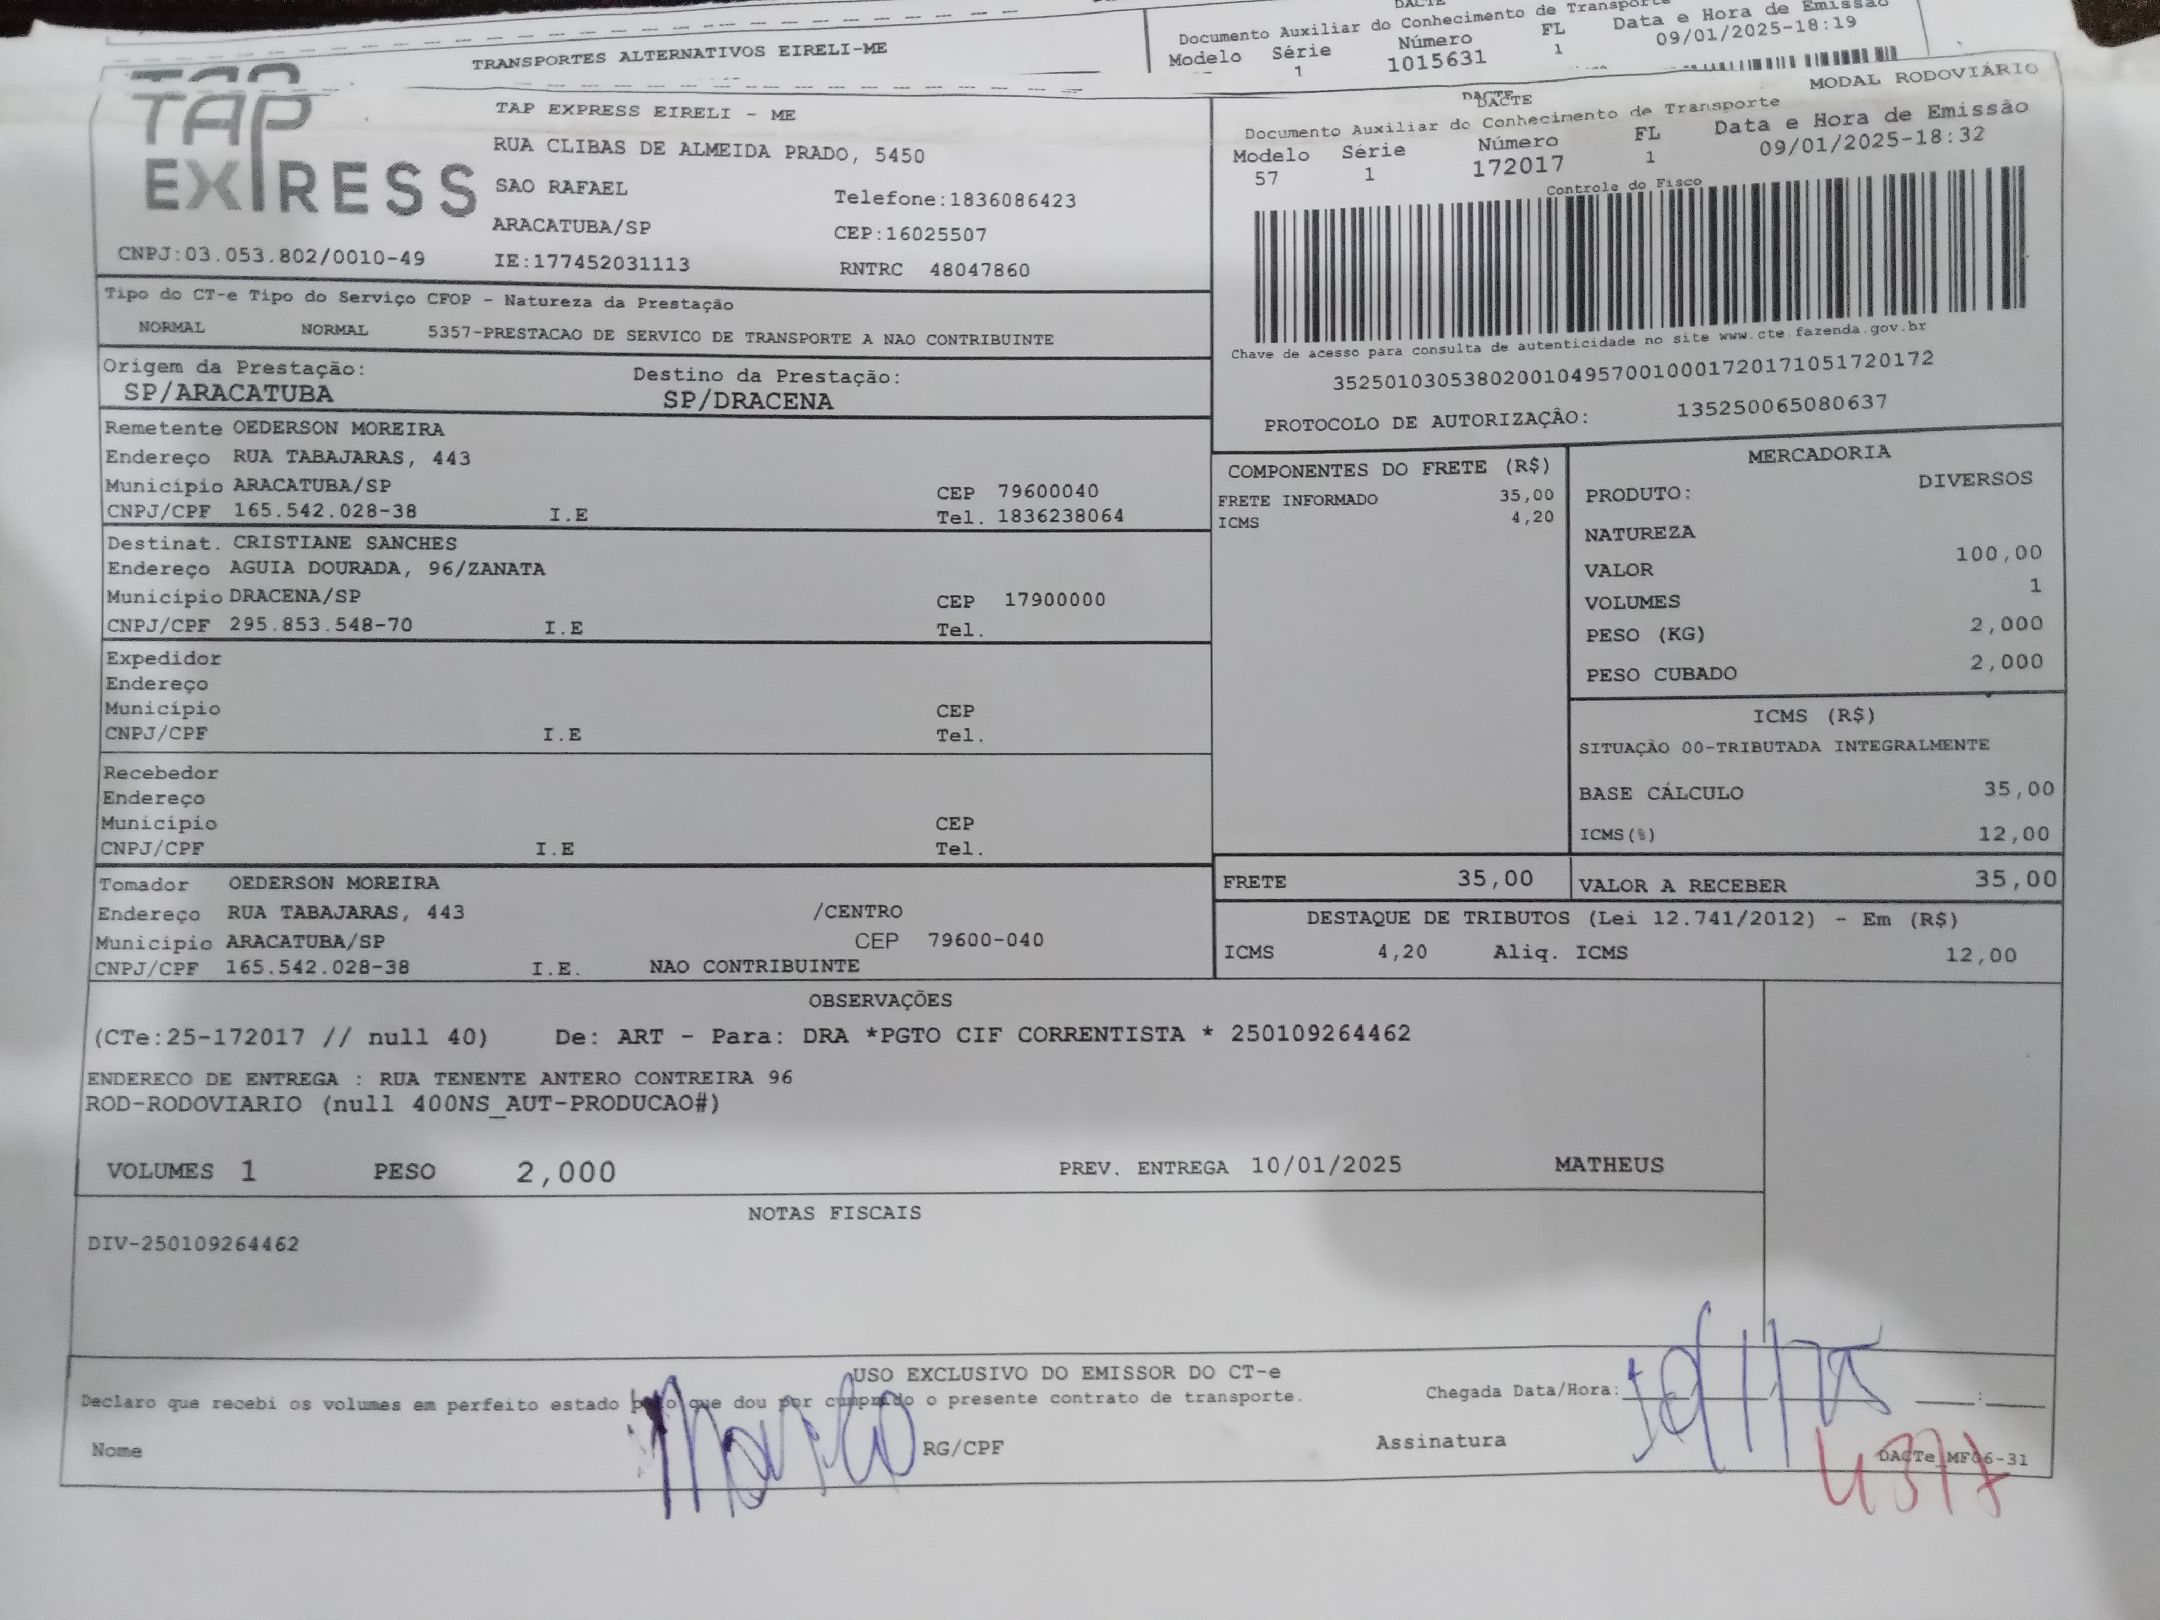 DACTE
Documento Auxiliar do Conhecimento de Transporte
TRANSPORTES ALTERNATIVOS EIRELI-ME
Modelo Série Número FL Data e Hora de Emissão
1 1015631 1 09/01/2025-18:19
TAP
EXPRESS
CNPJ:03.053.802/0010-49
TAP EXPRESS EIRELI - ME
RUA CLIBAS DE ALMEIDA PRADO, 5450
SAO RAFAEL Telefone:1836086423
ARACATUBA/SP CEP:16025507
IE:177452031113 RNTRC 48047860
MODAL RODOVIÁRIO
DACTE
Documento Auxiliar do Conhecimento de Transporte
Modelo Série Número FL Data e Hora de Emissão
57 1 172017 1 09/01/2025-18:32
Controle do Fisco
Chave de acesso para consulta de autenticidade no site www.cte.fazenda.gov.br
35250103053802001049570010001720171051720172
PROTOCOLO DE AUTORIZAÇÃO: 135250065080637
Tipo do CT-e Tipo do Serviço CFOP - Natureza da Prestação
NORMAL NORMAL 5357-PRESTACAO DE SERVICO DE TRANSPORTE A NAO CONTRIBUINTE
Origem da Prestação: Destino da Prestação:
SP/ARACATUBA SP/DRACENA
Remetente OEDERSON MOREIRA
Endereço RUA TABAJARAS, 443
Município ARACATUBA/SP CEP 79600040
CNPJ/CPF 165.542.028-38 I.E Tel. 1836238064
Destinat. CRISTIANE SANCHES
Endereço AGUIA DOURADA, 96/ZANATA
Município DRACENA/SP CEP 17900000
CNPJ/CPF 295.853.548-70 I.E Tel.
Expedidor
Endereço
Município CEP
CNPJ/CPF I.E Tel.
Recebedor
Endereço
Município CEP
CNPJ/CPF I.E Tel.
Tomador OEDERSON MOREIRA
Endereço RUA TABAJARAS, 443 /CENTRO
Município ARACATUBA/SP CEP 79600-040
CNPJ/CPF 165.542.028-38 I.E. NAO CONTRIBUINTE
COMPONENTES DO FRETE (R$)
FRETE INFORMADO 35,00
ICMS 4,20
MERCADORIA
PRODUTO: DIVERSOS
NATUREZA
VALOR 100,00
VOLUMES 1
PESO (KG) 2,000
PESO CUBADO 2,000
ICMS (R$)
SITUAÇÃO 00-TRIBUTADA INTEGRALMENTE
BASE CÁLCULO 35,00
ICMS(%) 12,00
FRETE 35,00 VALOR A RECEBER 35,00
DESTAQUE DE TRIBUTOS (Lei 12.741/2012) - Em (R$)
ICMS 4,20 Aliq. ICMS 12,00
OBSERVAÇÕES
(CTe:25-172017 // null 40) De: ART - Para: DRA *PGTO CIF CORRENTISTA * 250109264462
ENDERECO DE ENTREGA : RUA TENENTE ANTERO CONTREIRA 96
ROD-RODOVIARIO (null 400NS_AUT-PRODUCAO#)
VOLUMES 1 PESO 2,000 PREV. ENTREGA 10/01/2025 MATHEUS
NOTAS FISCAIS
DIV-250109264462
USO EXCLUSIVO DO EMISSOR DO CT-e
Declaro que recebi os volumes em perfeito estado pelo que dou por cumprido o presente contrato de transporte. Chegada Data/Hora: :
Nome RG/CPF Assinatura
DACTe_MF06-31